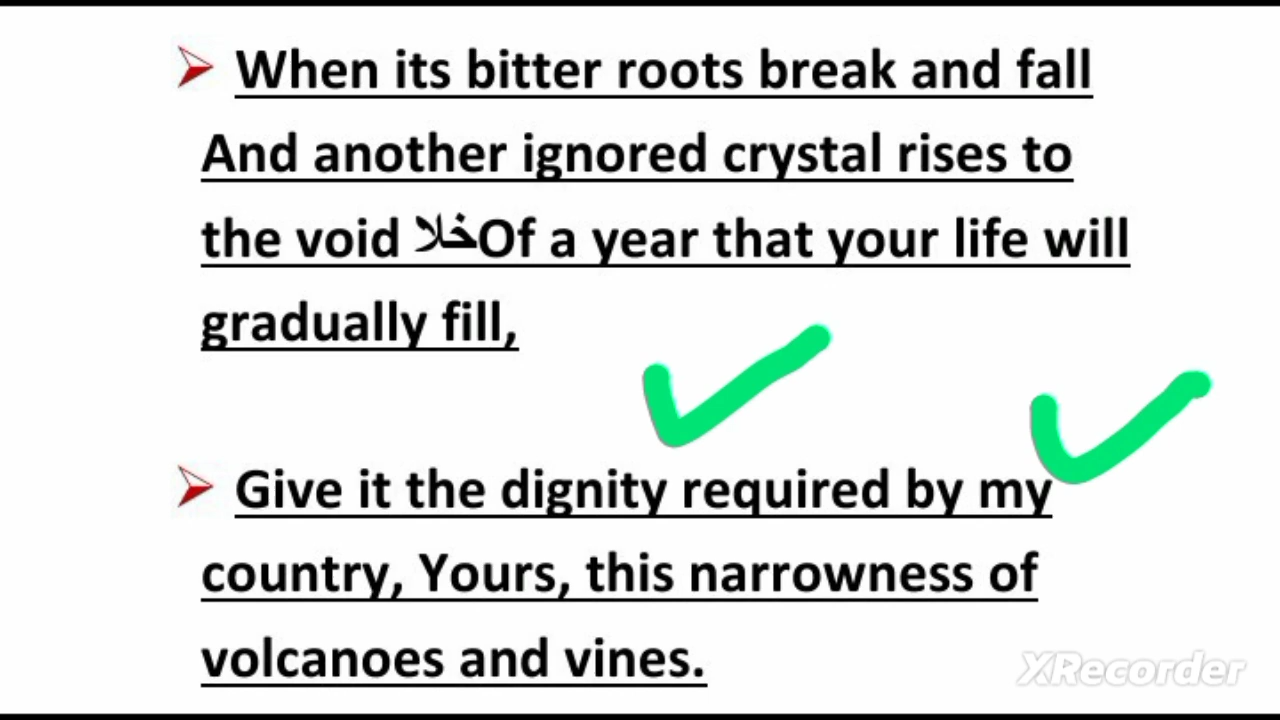 When its bitter roots break and fall
And another ignored crystal rises to
the void خلا Of a year that your life will
gradually fill,
Give it the dignity required by my
country, Yours, this narrowness of
volcanoes and vines.
XRecorder